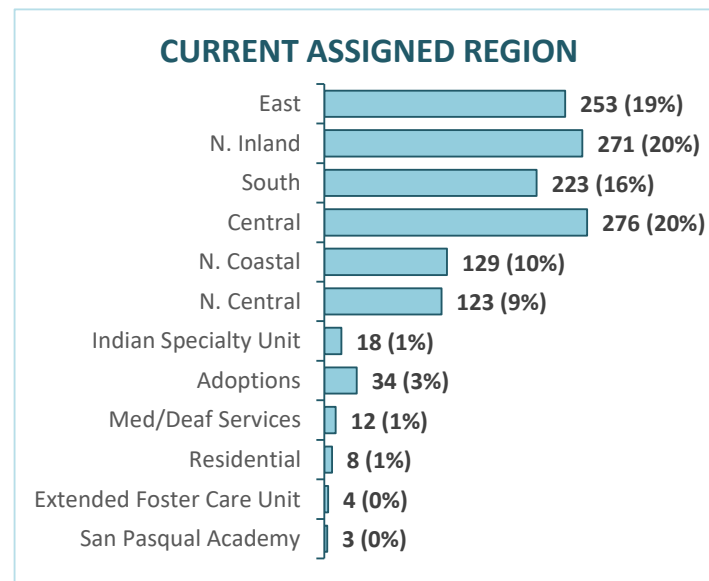 CURRENT ASSIGNED REGION
East 253 (19%)
N. Inland 271 (20%)
South 223 (16%)
Central 276 (20%)
N. Coastal 129 (10%)
N. Central 123 (9%)
Indian Specialty Unit 18 (1%)
Adoptions 34 (3%)
Med/Deaf Services 12 (1%)
Residential 8 (1%)
Extended Foster Care Unit 4 (0%)
San Pasqual Academy 3 (0%)